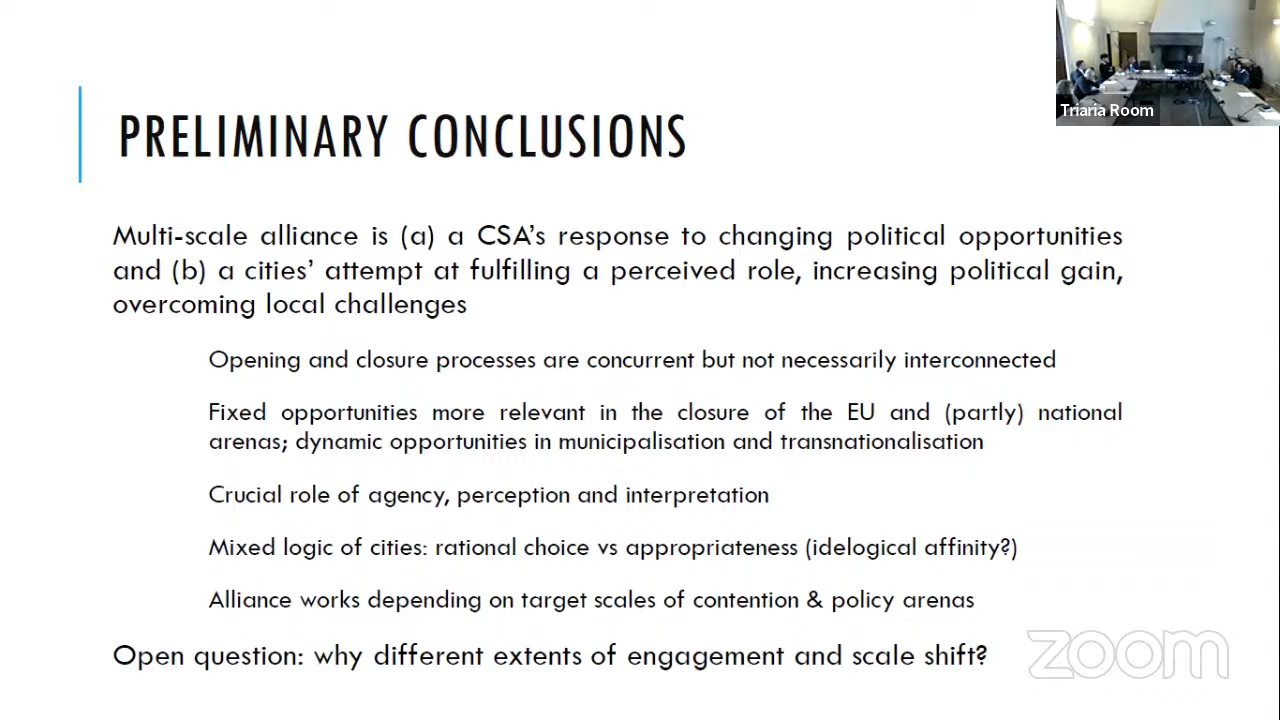 Triaria Room
PRELIMINARY CONCLUSIONS
Multi-scale alliance is (a) a CSA's response to changing political opportunities
and (b) a cities' attempt at fulfilling a perceived role, increasing political gain,
overcoming local challenges
Opening and closure processes are concurrent but not necessarily interconnected
Fixed opportunities more relevant in the closure of the EU and (partly) national
arenas; dynamic opportunities in municipalisation and transnationalisation
Crucial role of agency, perception and interpretation
Mixed logic of cities: rational choice vs appropriateness (idelogical affinity?)
Alliance works depending on target scales of contention & policy arenas
Open question: why different extents of engagement and scale shift?
zoom